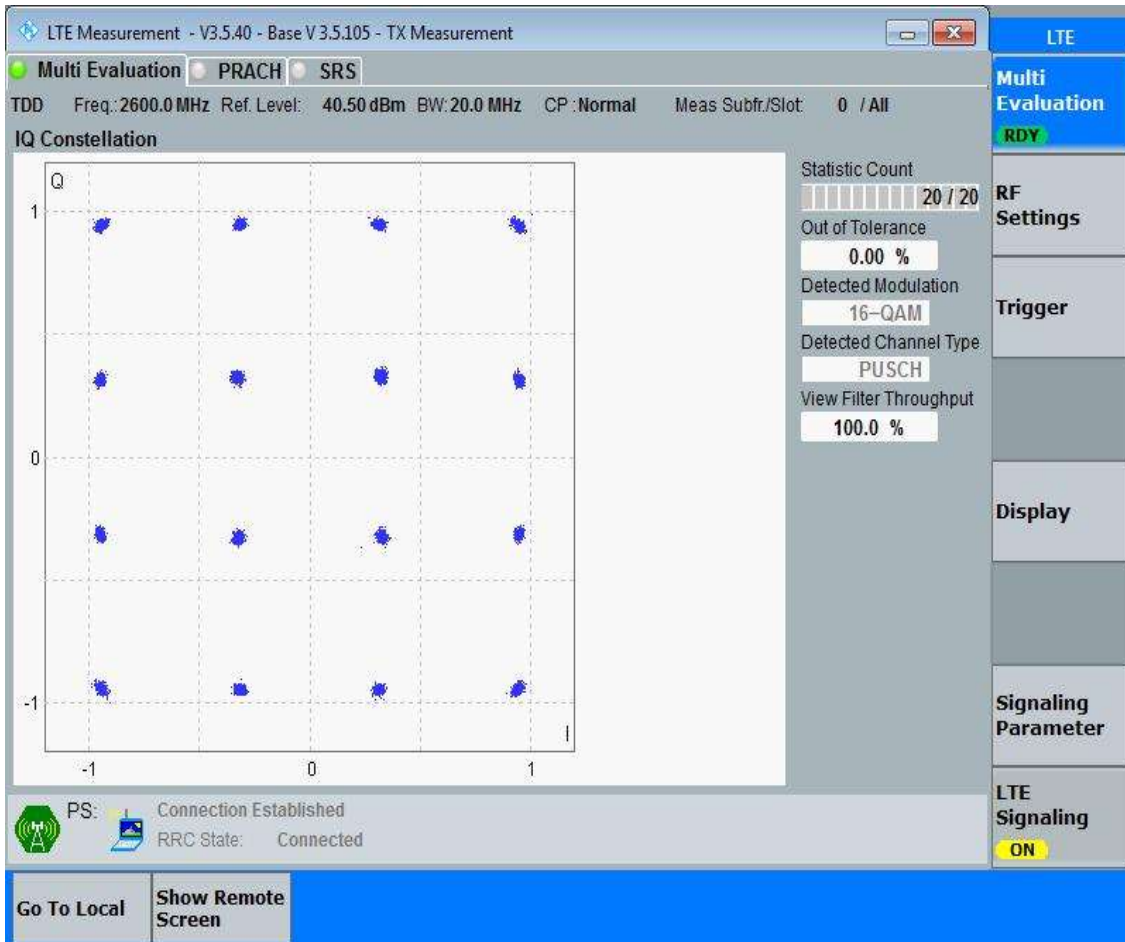 LTE Measurement - V3.5.40 - Base V 3.5.105 - TX Measurement
LTE
Multi Evaluation PRACH SRS
Multi
Evaluation
RDY
TDD Freq.: 2600.0 MHz Ref. Level: 40.50 dBm BW: 20.0 MHz CP : Normal Meas Subfr./Slot: 0 / All
IQ Constellation
Q
1
0
-1
I
-1 0 1
Statistic Count
20 / 20
Out of Tolerance
0.00 %
Detected Modulation
16-QAM
Detected Channel Type
PUSCH
View Filter Throughput
100.0 %
RF
Settings
Trigger
Display
Signaling
Parameter
LTE
Signaling
ON
PS: Connection Established
RRC State: Connected
Go To Local
Show Remote
Screen